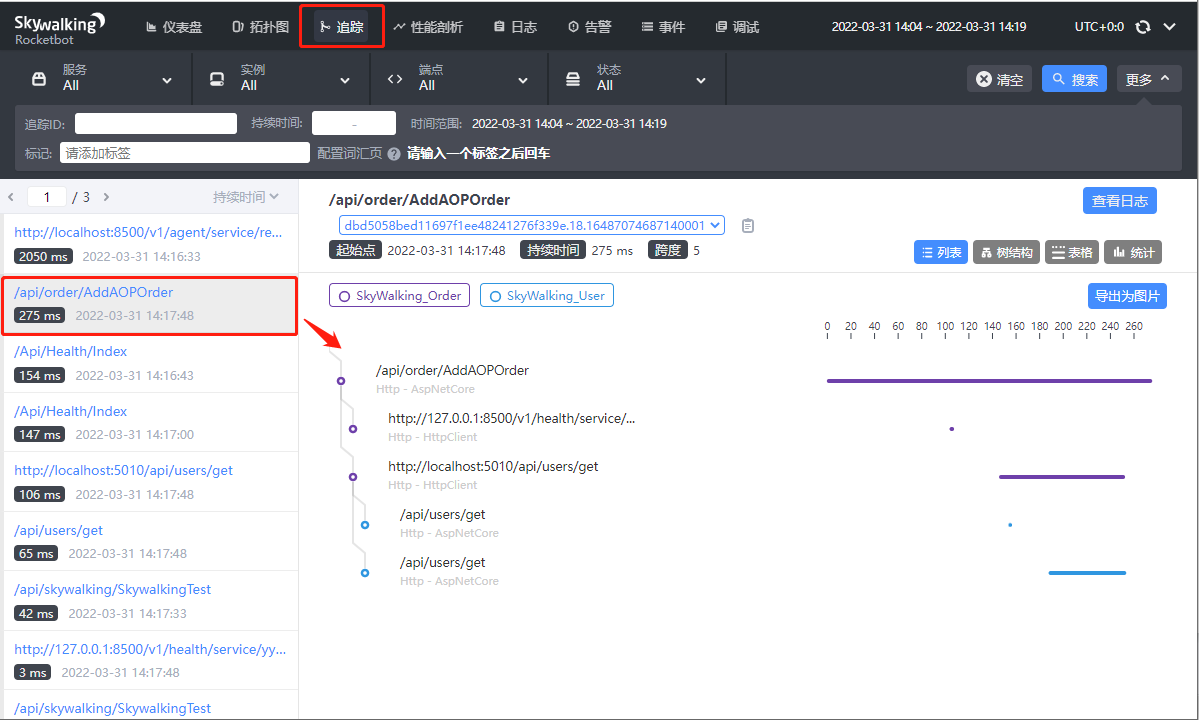 Skywalking
Rocketbot
仪表盘 拓扑图 追踪 性能剖析 日志 告警 事件 调试 2022-03-31 14:04 ~ 2022-03-31 14:19 UTC+0:0
服务 实例 端点 状态
All All All All 清空 搜索 更多
追踪ID: 持续时间: - 时间范围: 2022-03-31 14:04 ~ 2022-03-31 14:19
标记: 请添加标签 配置词汇页 ? 请输入一个标签之后回车
1 / 3 持续时间
http://localhost:8500/v1/agent/service/re...
2050 ms 2022-03-31 14:16:33
/api/order/AddAOPOrder
275 ms 2022-03-31 14:17:48
/Api/Health/Index
154 ms 2022-03-31 14:16:43
/Api/Health/Index
147 ms 2022-03-31 14:17:00
http://localhost:5010/api/users/get
106 ms 2022-03-31 14:17:48
/api/users/get
65 ms 2022-03-31 14:17:48
/api/skywalking/SkywalkingTest
42 ms 2022-03-31 14:17:33
http://127.0.0.1:8500/v1/health/service/yy...
3 ms 2022-03-31 14:17:48
/api/skywalking/SkywalkingTest
/api/order/AddAOPOrder 查看日志
dbd5058bed11697f1ee48241276f339e.18.16487074687140001
起始点 2022-03-31 14:17:48 持续时间 275 ms 跨度 5 列表 树结构 表格 统计
SkyWalking_Order SkyWalking_User 导出为图片
0 20 40 60 80 100 120 140 160 180 200 220 240 260
/api/order/AddAOPOrder
Http - AspNetCore
http://127.0.0.1:8500/v1/health/service/...
Http - HttpClient
http://localhost:5010/api/users/get
Http - HttpClient
/api/users/get
Http - AspNetCore
/api/users/get
Http - AspNetCore